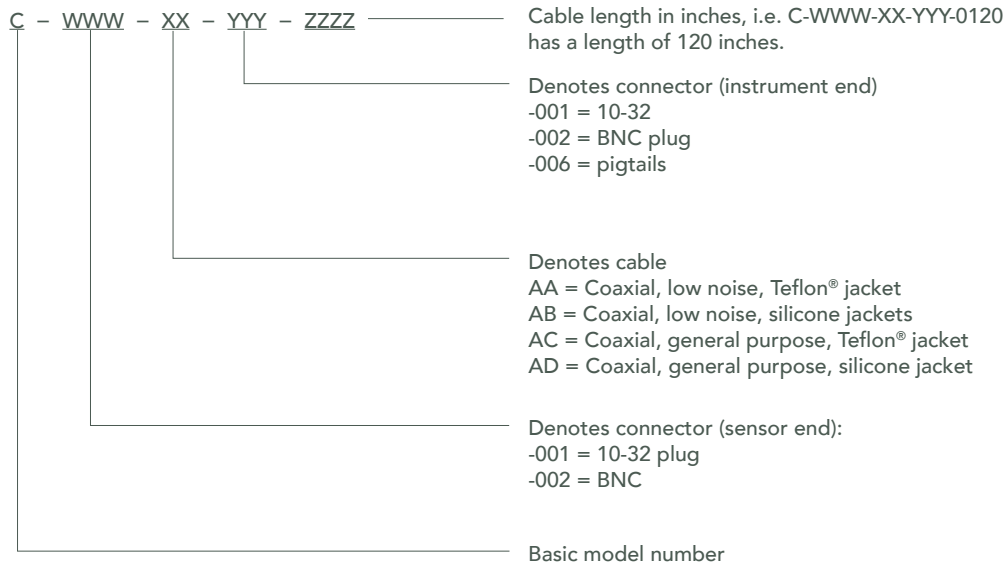 C – WWW – XX – YYY – ZZZZ
Cable length in inches, i.e. C-WWW-XX-YYY-0120
has a length of 120 inches.
Denotes connector (instrument end)
-001 = 10-32
-002 = BNC plug
-006 = pigtails
Denotes cable
AA = Coaxial, low noise, Teflon® jacket
AB = Coaxial, low noise, silicone jackets
AC = Coaxial, general purpose, Teflon® jacket
AD = Coaxial, general purpose, silicone jacket
Denotes connector (sensor end):
-001 = 10-32 plug
-002 = BNC
Basic model number